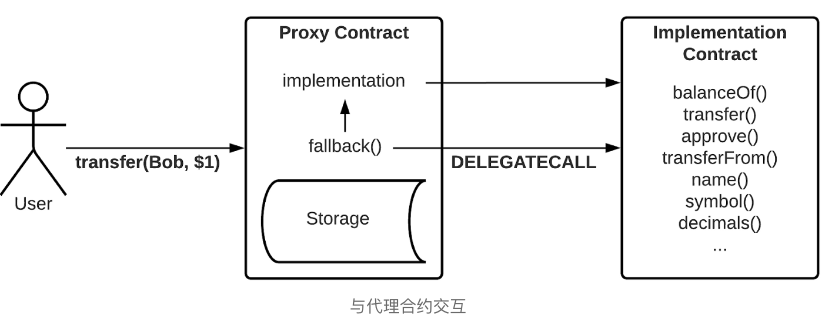 Proxy Contract
Implementation
Contract
implementation
balanceOf()
transfer()
approve()
fallback()
transferFrom()
transfer(Bob, $1)
DELEGATECALL
name()
User
symbol()
Storage
decimals()
...
与代理合约交互